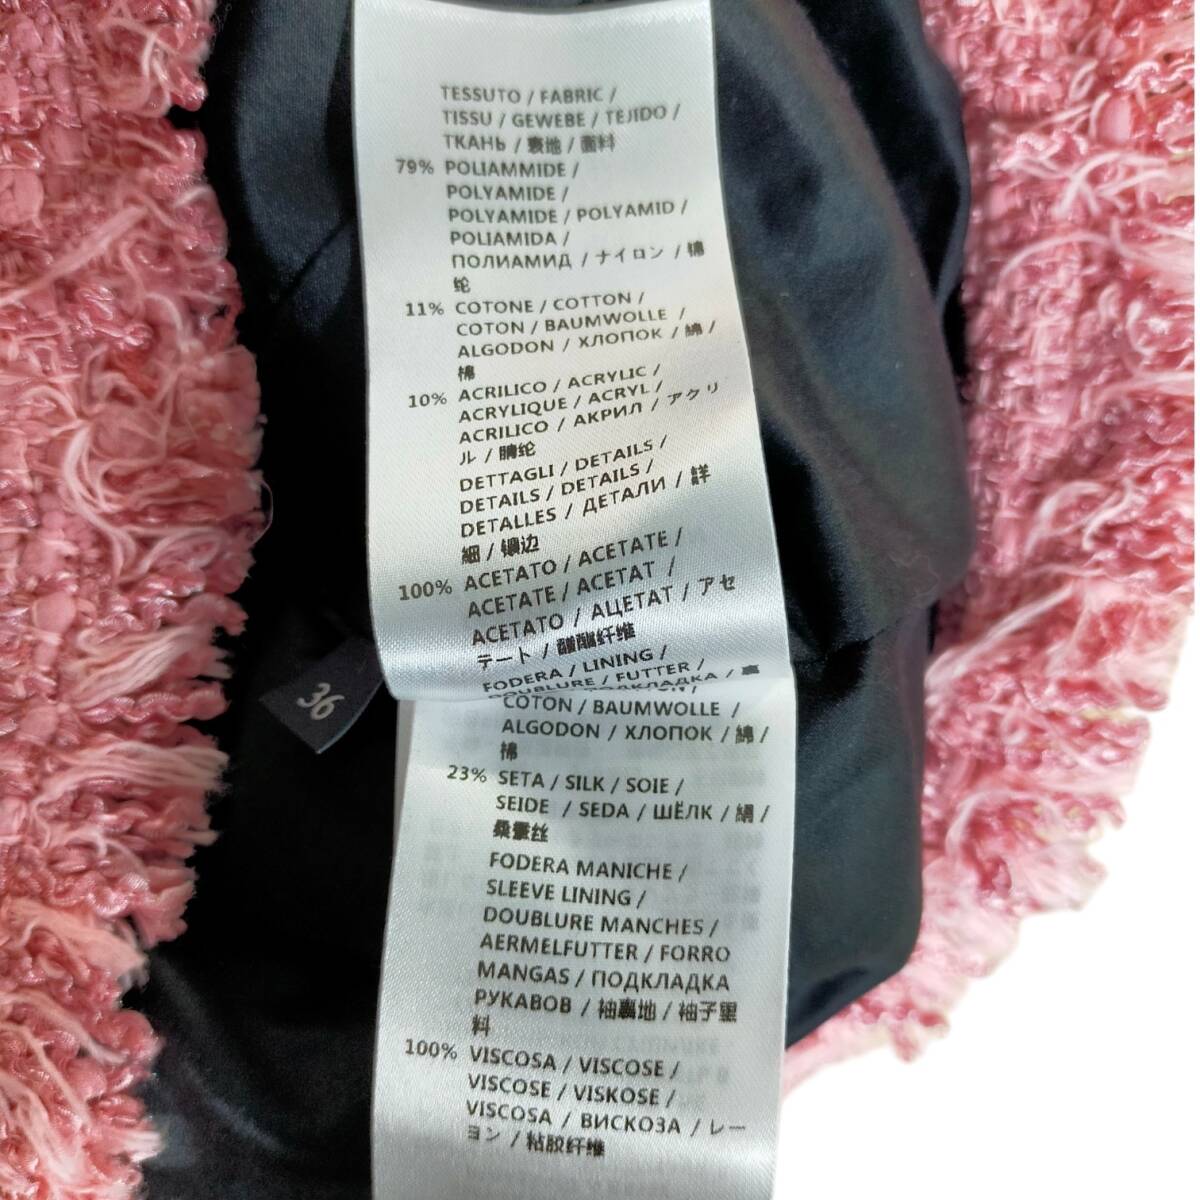 TESSUTO / FABRIC /
TISSU / GEWEBE / TEJIDO /
ТКАНЬ / 裏地 / 面料
79% POLIAMMIDE /
POLYAMIDE /
POLYAMIDE / POLYAMID /
POLIAMIDA /
ПОЛИАМИД / ナイロン / 锦
纶
11% COTONE / COTTON /
COTON / BAUMWOLLE /
ALGODON / ХЛОПОК / 綿 /
棉
10% ACRILICO / ACRYLIC /
ACRYLIQUE / ACRYL /
ACRILICO / АКРИЛ / アクリ
ル / 腈纶
DETTAGLI / DETAILS /
DETAILS / DETAILS /
DETALLES / ДЕТАЛИ / 詳
細 / 镶边
100% ACETATO / ACETATE /
ACETATE / ACETAT /
ACETATO / АЦЕТАТ / アセ
テート / 醋酯纤维
FODERA / LINING /
DOUBLURE / FUTTER /
ПОДКЛАДКА / 裏
COTON / BAUMWOLLE /
ALGODON / ХЛОПОК / 綿 /
棉
23% SETA / SILK / SOIE /
SEIDE / SEDA / ШЁЛК / 絹 /
桑蚕丝
FODERA MANICHE /
SLEEVE LINING /
DOUBLURE MANCHES /
AERMELFUTTER / FORRO
MANGAS / ПОДКЛАДКА
РУКАВОВ / 袖裏地 / 袖子里
料
100% VISCOSA / VISCOSE /
VISCOSE / VISKOSE /
VISCOSA / ВИСКОЗА / レー
ヨン / 粘胶纤维
36